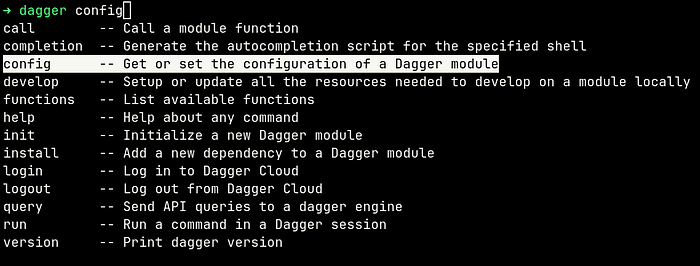 → dagger config
call        -- Call a module function
completion  -- Generate the autocompletion script for the specified shell
config      -- Get or set the configuration of a Dagger module
develop     -- Setup or update all the resources needed to develop on a module locally
functions   -- List available functions
help        -- Help about any command
init        -- Initialize a new Dagger module
install     -- Add a new dependency to a Dagger module
login       -- Log in to Dagger Cloud
logout      -- Log out from Dagger Cloud
query       -- Send API queries to a dagger engine
run         -- Run a command in a Dagger session
version     -- Print dagger version